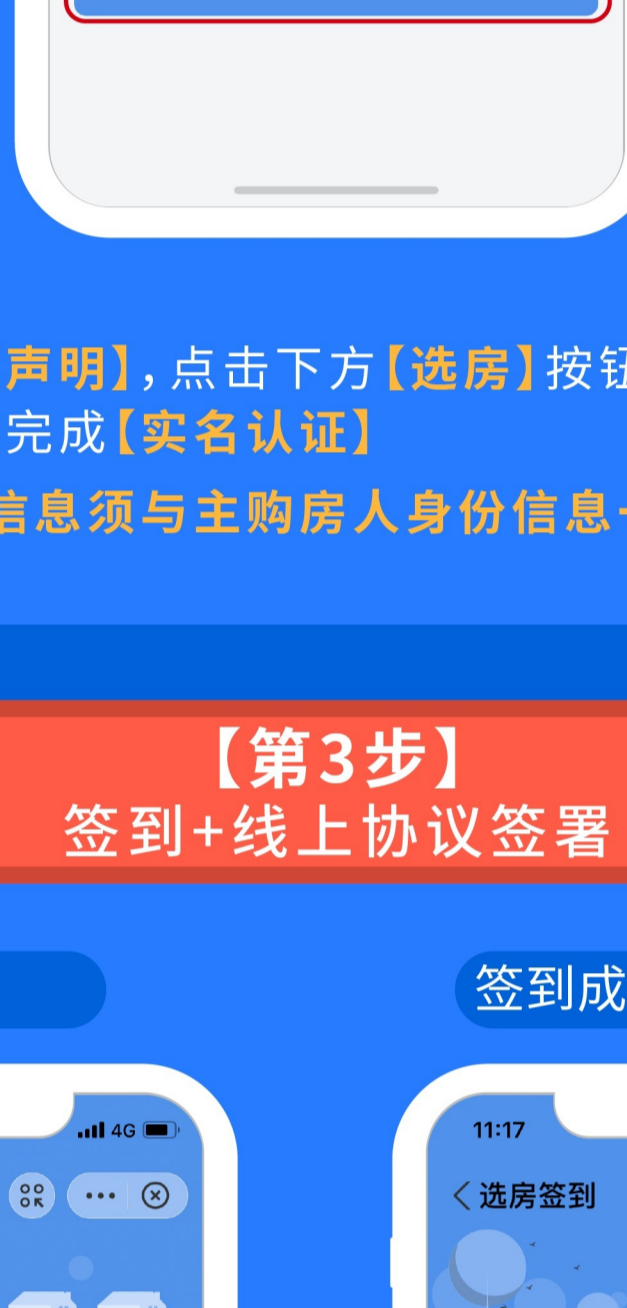 声明】，点击下方【选房】按钮
完成【实名认证】
信息须与主购房人身份信息
【第3步】
签到+线上协议签署
签到成
4G
11:17
选房签到